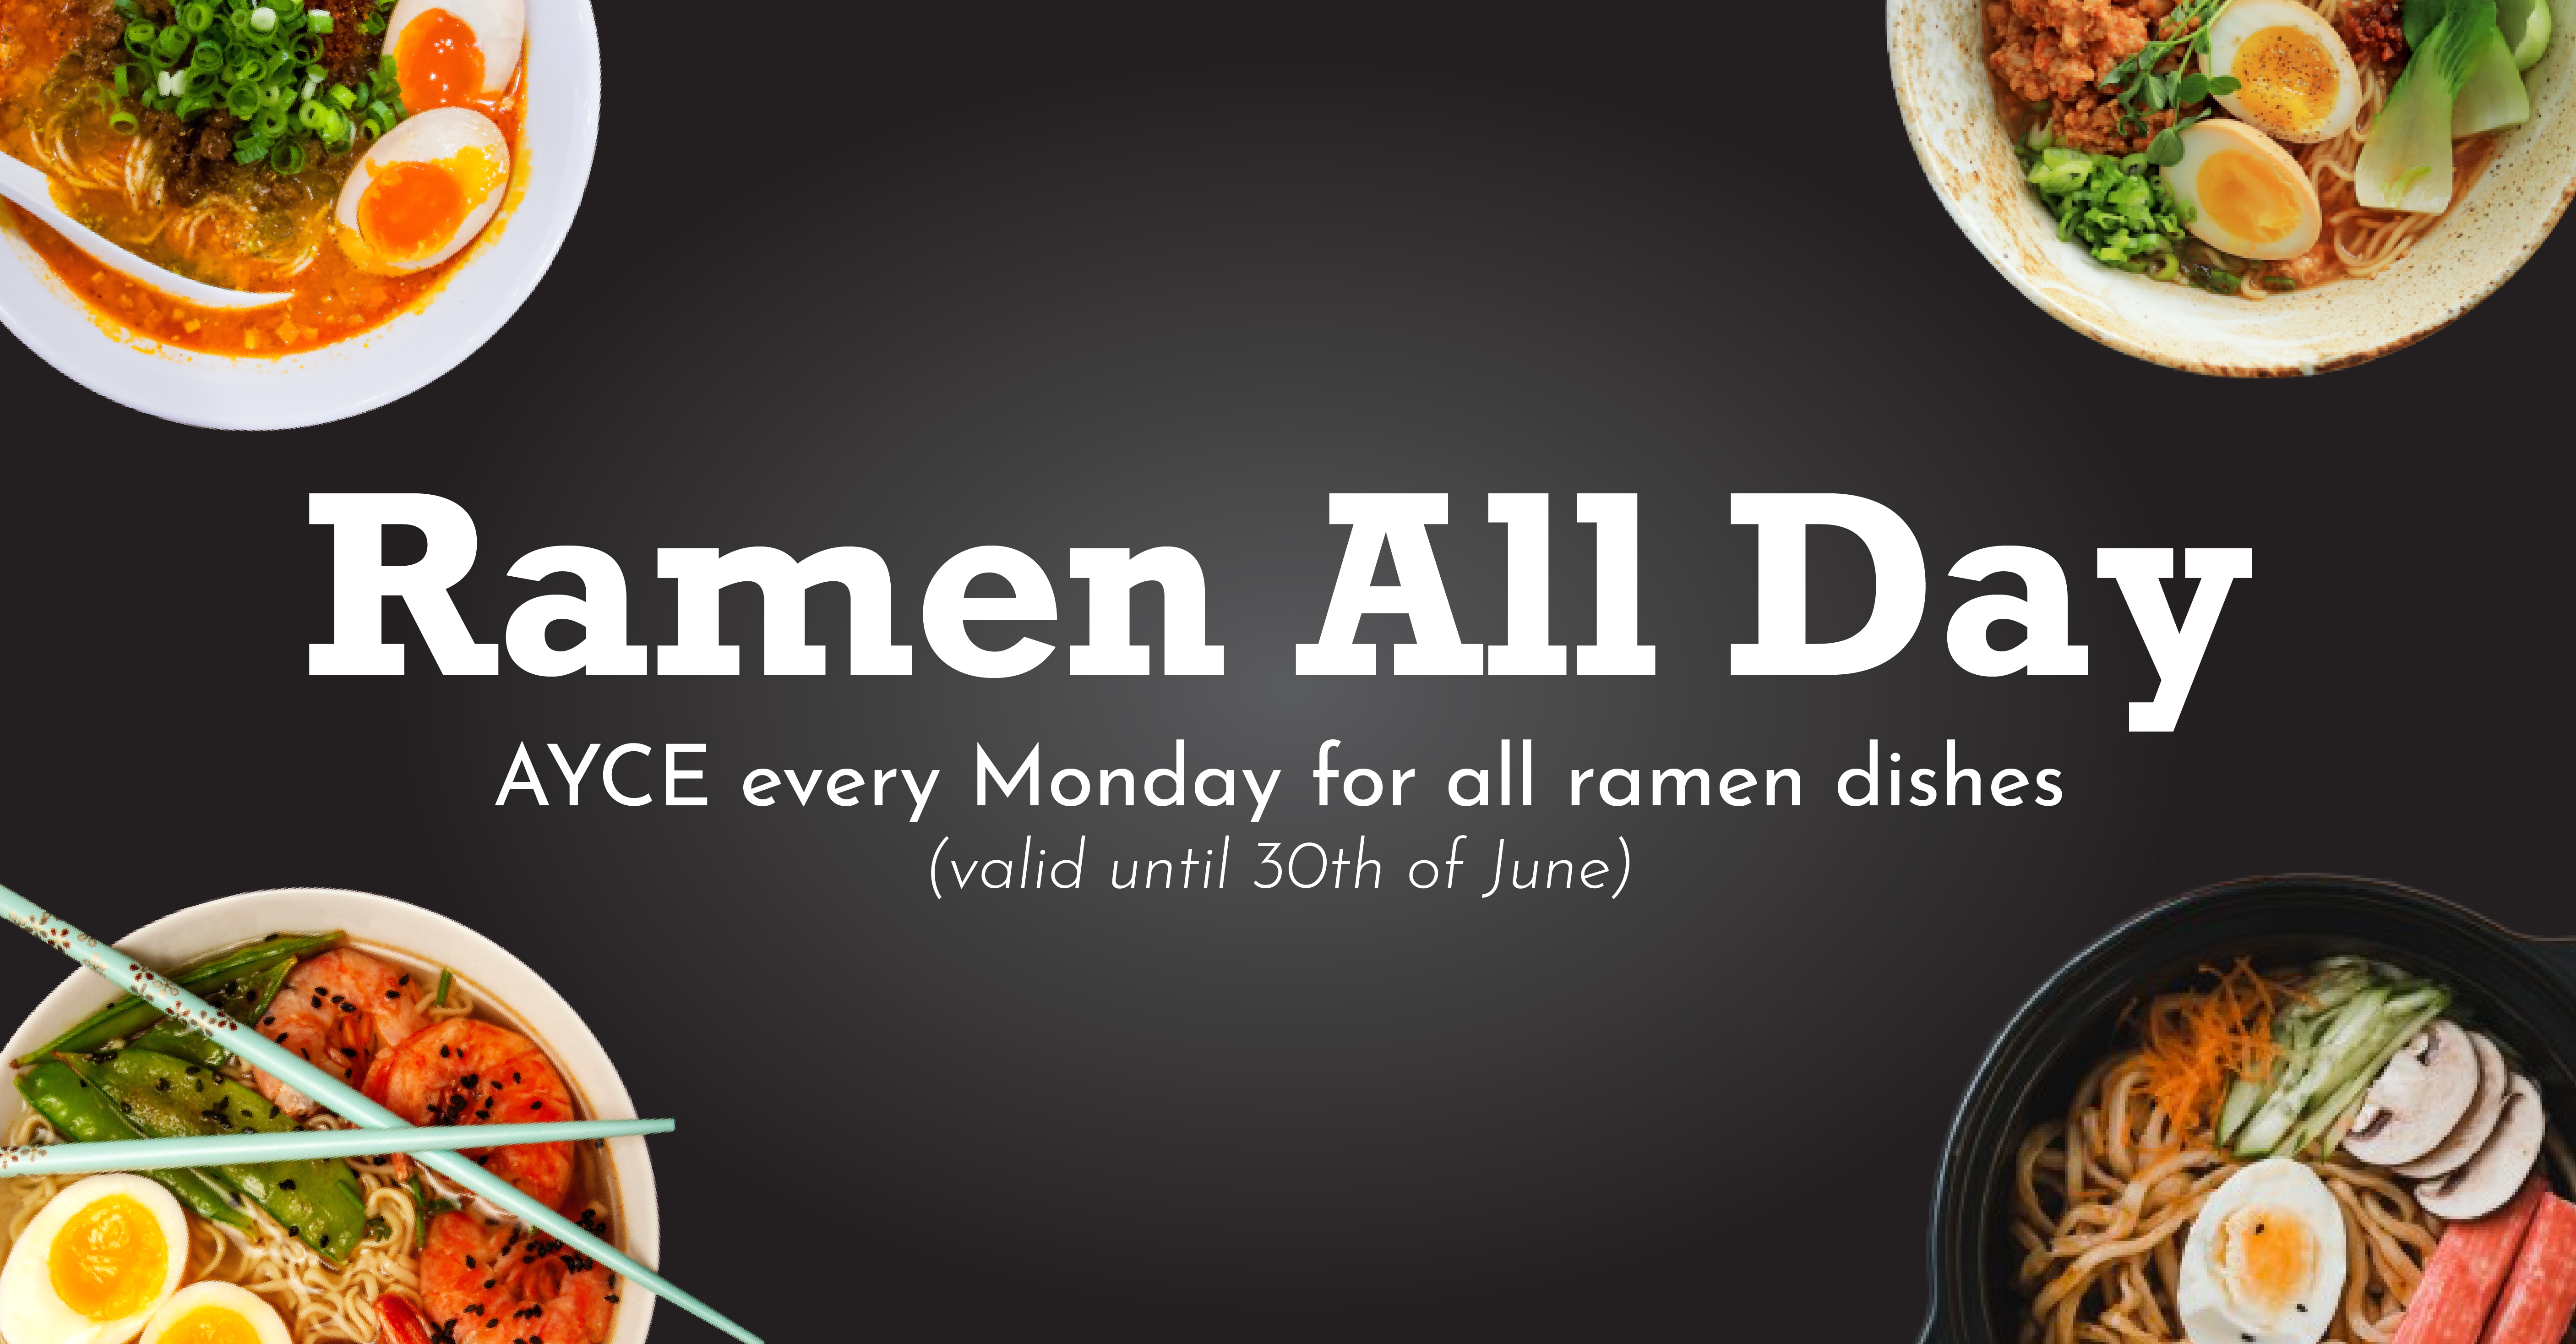 Ramen All Day
AYCE every Monday for all ramen dishes
(valid until 30th of June)